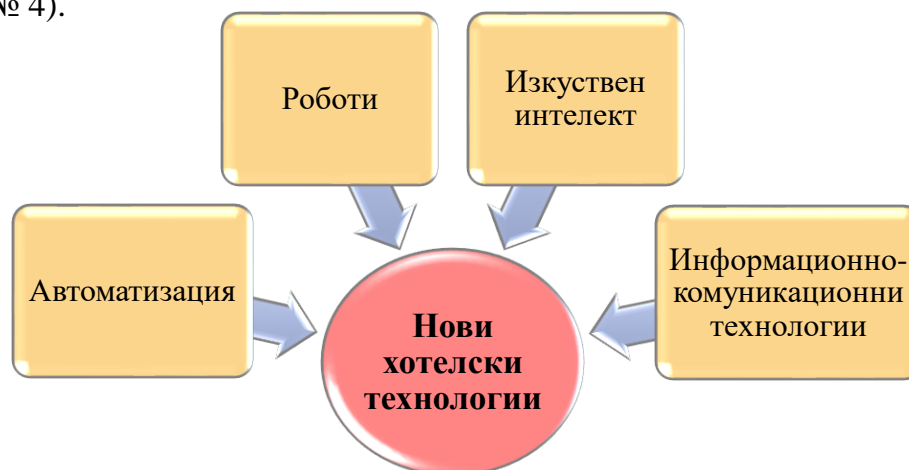 № 4).
Роботи
Изкуствен
интелект
Автоматизация
Информационно-
комуникационни
технологии
Нови
хотелски
технологии